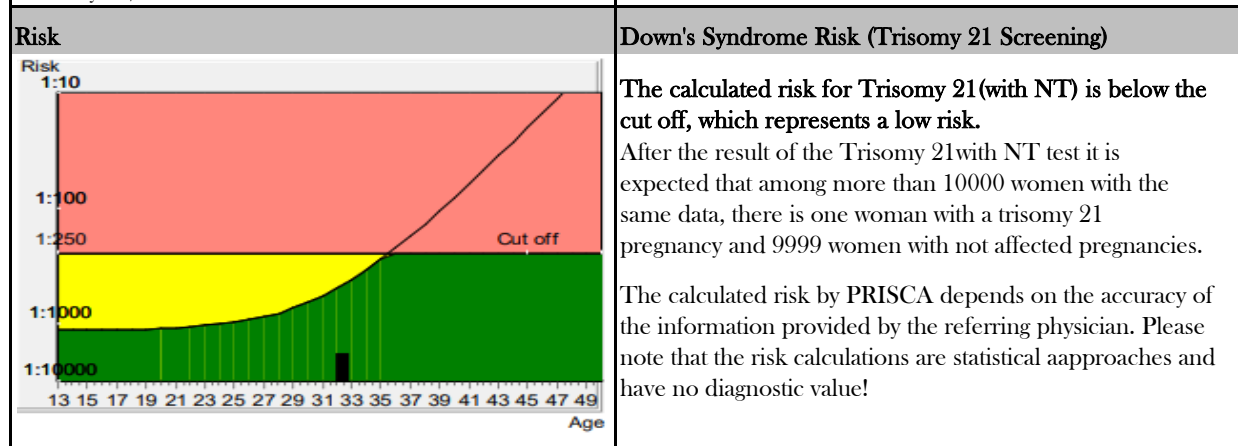 Risk
Down's Syndrome Risk (Trisomy 21 Screening)
Risk
1:10
1:100
1:250
Cut off
1:1000
1:10000
13 15 17 19 21 23 25 27 29 31 33 35 37 39 41 43 45 47 49
Age
The calculated risk for Trisomy 21(with NT) is below the
cut off, which represents a low risk.
After the result of the Trisomy 21with NT test it is
expected that among more than 10000 women with the
same data, there is one woman with a trisomy 21
pregnancy and 9999 women with not affected pregnancies.
The calculated risk by PRISCA depends on the accuracy of
the information provided by the referring physician. Please
note that the risk calculations are statistical aapproaches and
have no diagnostic value!